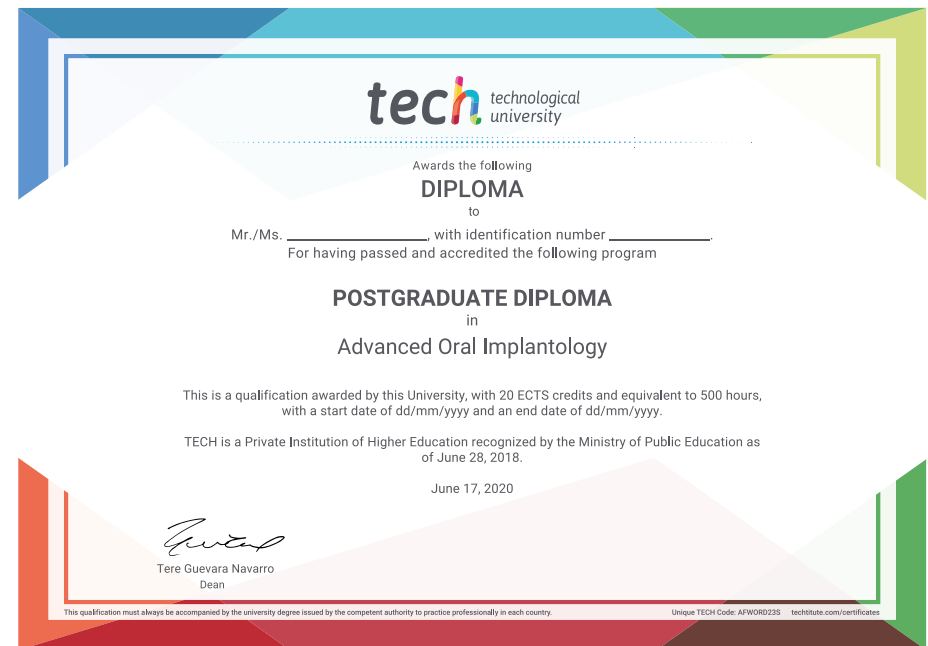 tech technological
university
Awards the following
DIPLOMA
to
Mr./Ms. ____________, with identification number ____________.
For having passed and accredited the following program
POSTGRADUATE DIPLOMA
in
Advanced Oral Implantology
This is a qualification awarded by this University, with 20 ECTS credits and equivalent to 500 hours,
with a start date of dd/mm/yyyy and an end date of dd/mm/yyyy.
TECH is a Private Institution of Higher Education recognized by the Ministry of Public Education as
of June 28, 2018.
June 17, 2020
Tere Guevara Navarro
Dean
This qualification must always be accompanied by the university degree issued by the competent authority to practice professionally in each country.
Unique TECH Code: AFWORD23S techtitute.com/certificates